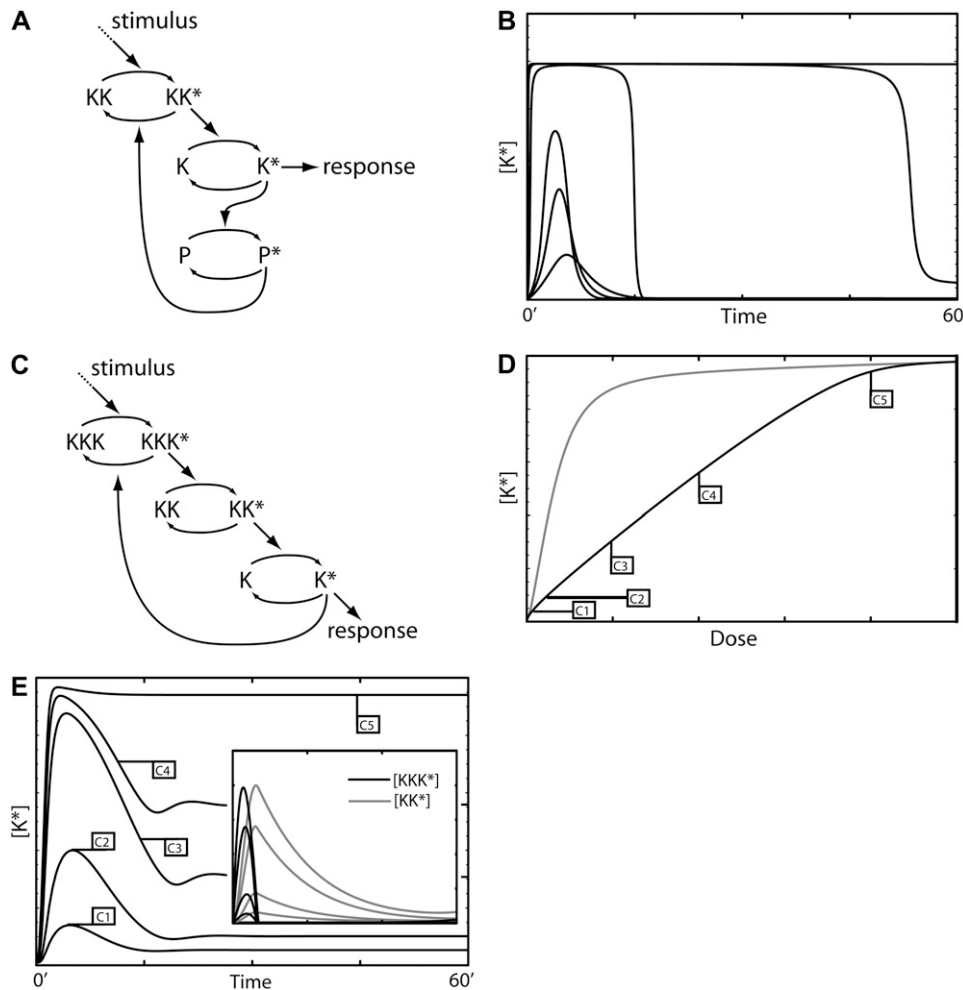 A
stimulus
KK KK*
K K* response
P P*
B
[K*]
0' Time 60'
C
stimulus
KKK KKK*
KK KK*
K K*
response
D
[K*]
C5
C4
C3
C2
C1
Dose
E
[K*]
C5
C4
C3
C2
C1
[KKK*]
[KK*]
0' Time 60'